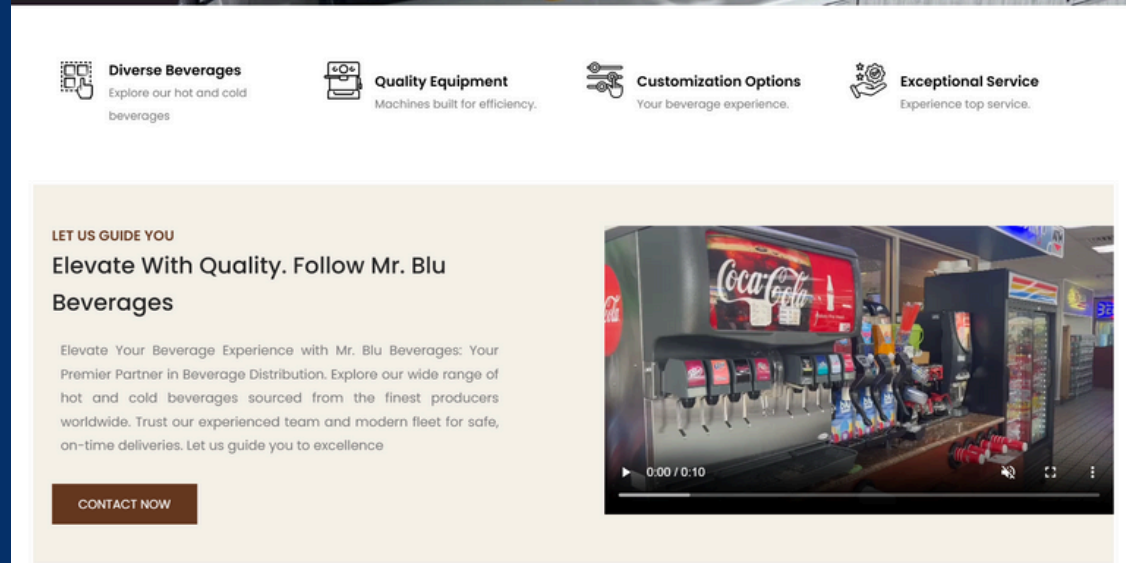 Diverse Beverages
Explore our hot and cold
beverages
Quality Equipment
Machines built for efficiency.
Customization Options
Your beverage experience.
Exceptional Service
Experience top service.
LET US GUIDE YOU
Elevate With Quality. Follow Mr. Blu
Beverages
Elevate Your Beverage Experience with Mr. Blu Beverages: Your
Premier Partner in Beverage Distribution. Explore our wide range of
hot and cold beverages sourced from the finest producers
worldwide. Trust our experienced team and modern fleet for safe,
on-time deliveries. Let us guide you to excellence
CONTACT NOW
Coca-Cola
0:00 / 0:10